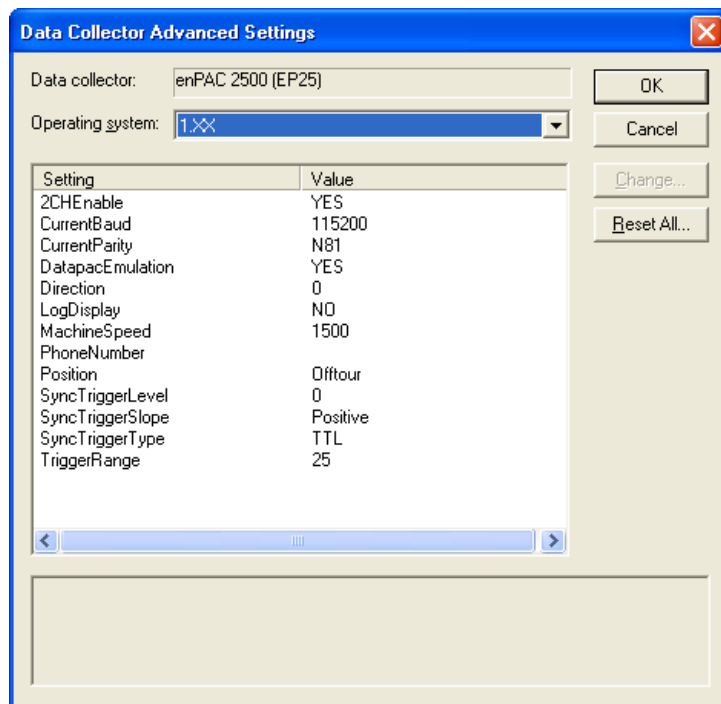 Data Collector Advanced Settings
Data collector: enPAC 2500 (EP25)
OK
Operating system: 1.XX
Cancel
Change...
Reset All...
Setting Value
2CHEnable YES
CurrentBaud 115200
CurrentParity N81
DatapacEmulation YES
Direction 0
LogDisplay NO
MachineSpeed 1500
PhoneNumber
Position Offtour
SyncTriggerLevel 0
SyncTriggerSlope Positive
SyncTriggerType TTL
TriggerRange 25